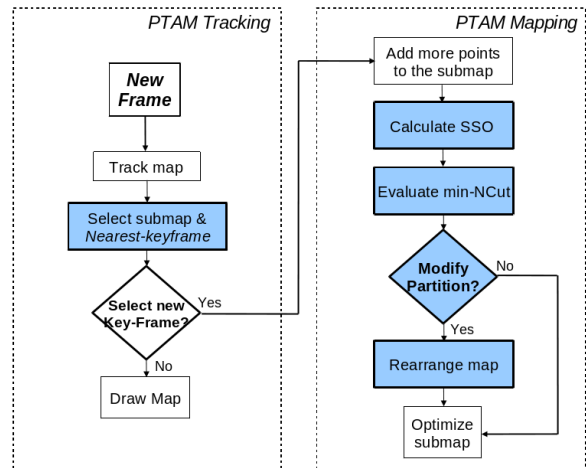 PTAM Tracking
New
Frame
Track map
Select submap &
Nearest-keyframe
Select new
Key-Frame?
Yes
No
Draw Map
PTAM Mapping
Add more points
to the submap
Calculate SSO
Evaluate min-NCut
Modify
Partition?
No
Yes
Rearrange map
Optimize
submap